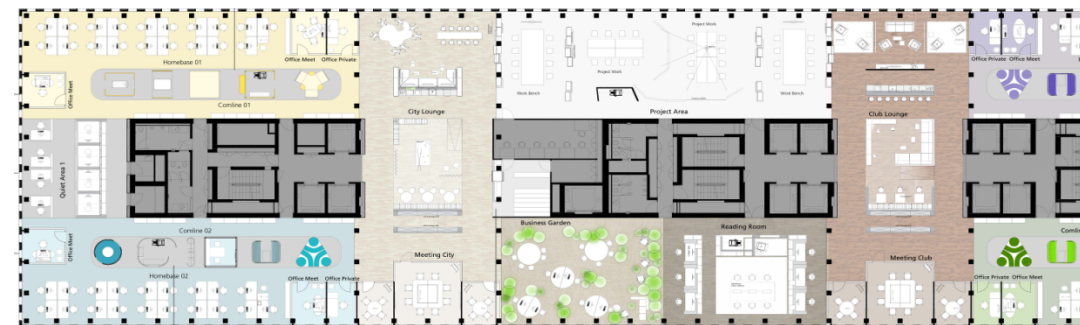 Project Work
Office Meet
Office Private
Office Private
Office Meet
Homebase 01
Project Work
Office Meet
Work Bench
Work Bench
Comline 01
City Lounge
Project Area
Club Lounge
Quiet Area 1
Business Garden
Reading Room
Comline 02
Office Meet
Meeting City
Meeting Club
Homebase 02
Office Meet
Office Private
Office Private
Office Meet